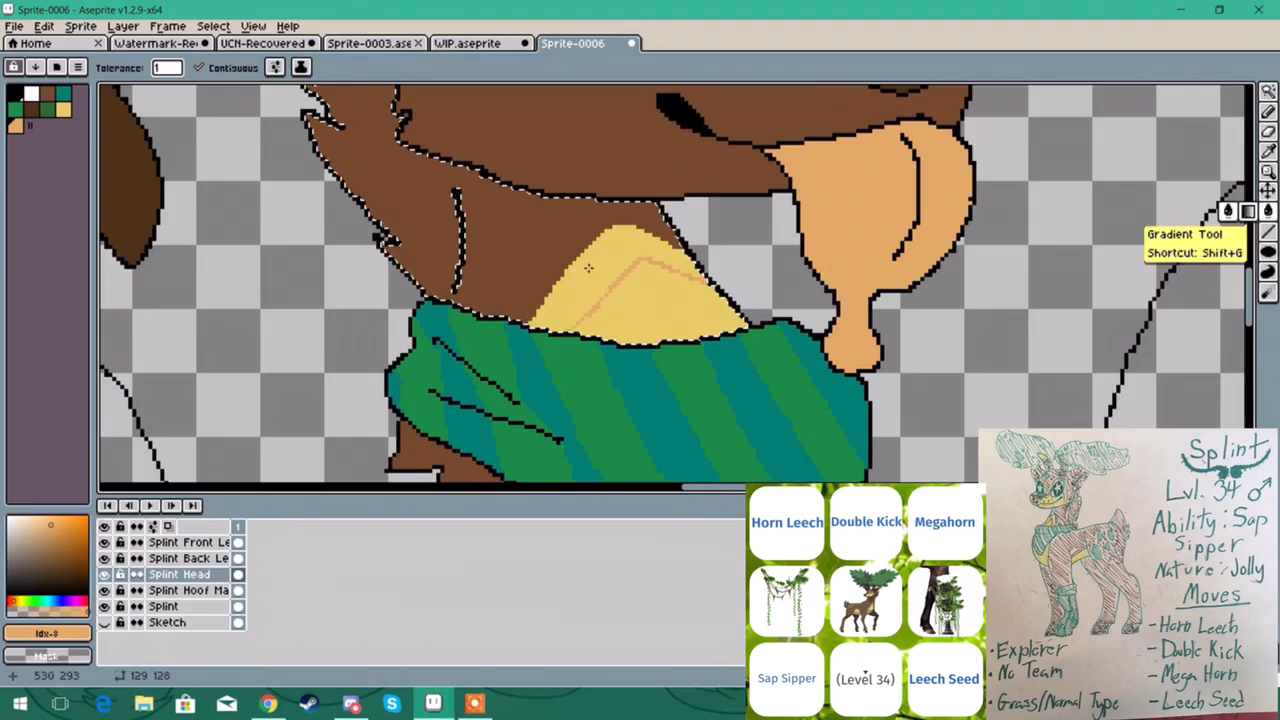 Sprite-0006 - Aseprite v1.2.9-x64
File Edit Sprite Layer Frame Select View Help
Home Watermark-Re UCN-Recovered Sprite-0003.ase WIP.aseprite Sprite-0006
Tolerance: 1 Contiguous
Gradient Tool
Shortcut: Shift+G
1
Splint Front Le
Splint Back Le
Splint Head
Splint Hoof Ma
Splint
Sketch
Idx-8
Mask
530 293 129 128
Horn Leech Double Kick Megahorn
Sap Sipper (Level 34) Leech Seed
Splint
Lvl. 34 ♂
Ability: Sap
Sipper
Nature: Jolly
Moves
- Horn Leech
- Double Kick
- Mega Horn
- Leech Seed
• Explorer
• No Team
• Grass/Normal Type